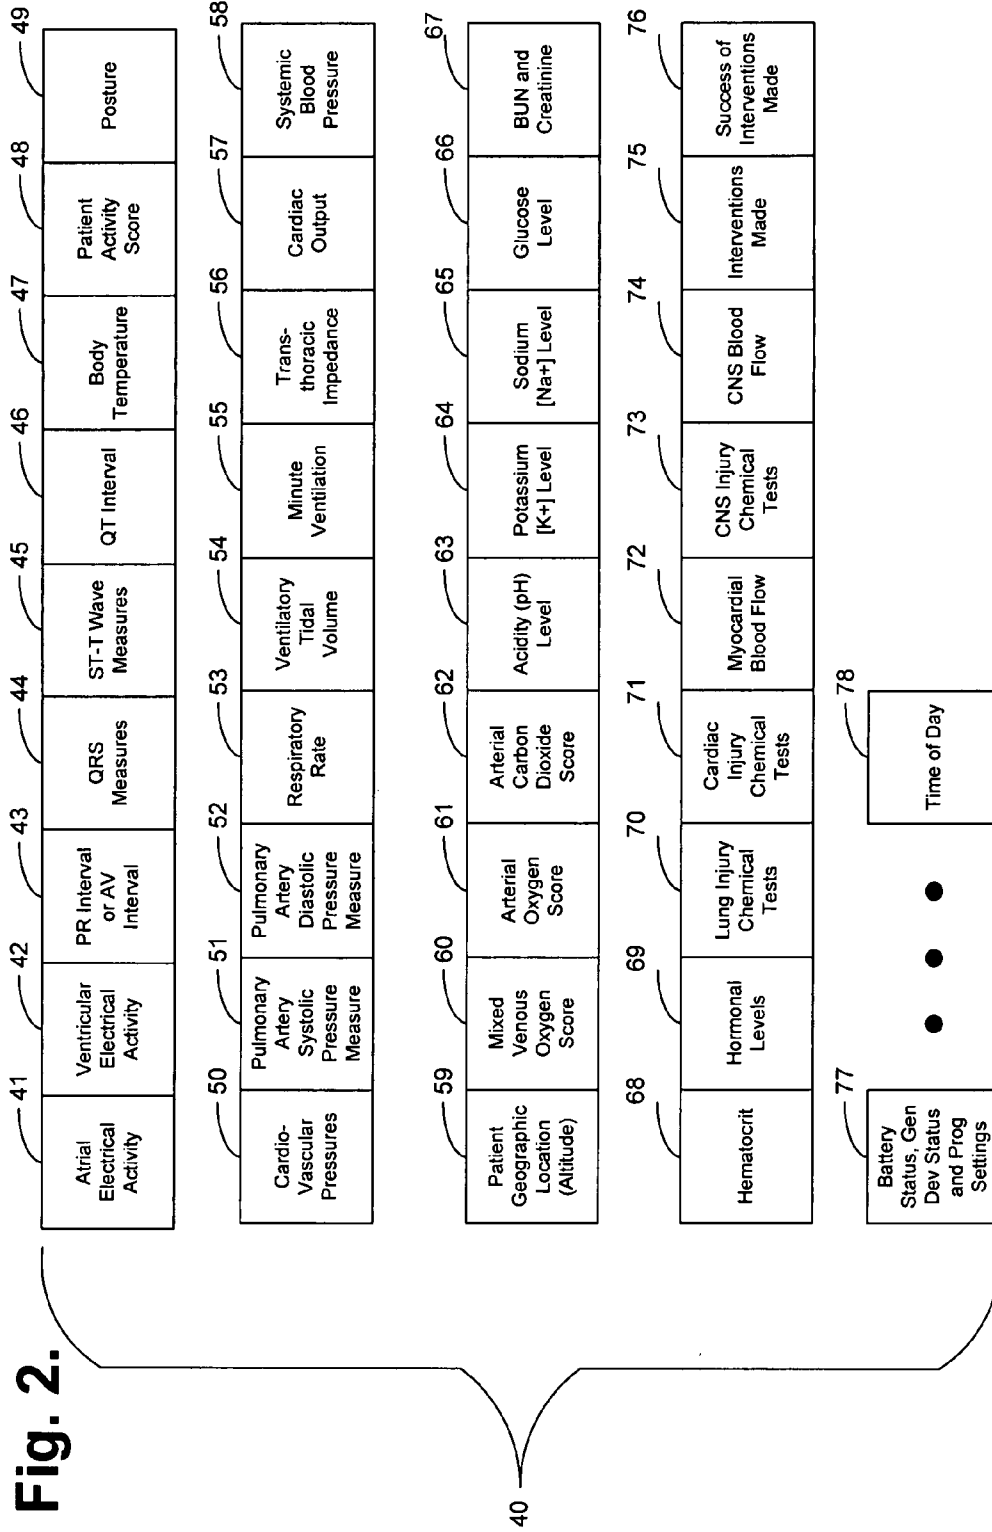 Fig. 2.
40
41
42
43
44
45
46
47
48
49
Atrial
Electrical
Activity
Ventricular
Electrical
Activity
PR Interval
or AV
Interval
QRS
Measures
ST-T Wave
Measures
QT Interval
Body
Temperature
Patient
Activity
Score
Posture
50
51
52
53
54
55
56
57
58
Cardio-
Vascular
Pressures
Pulmonary
Artery
Systolic
Pressure
Measure
Pulmonary
Artery
Diastolic
Pressure
Measure
Respiratory
Rate
Ventilatory
Tidal
Volume
Minute
Ventilation
Trans-
thoracic
Impedance
Cardiac
Output
Systemic
Blood
Pressure
59
60
61
62
63
64
65
66
67
Patient
Geographic
Location
(Altitude)
Mixed
Venous
Oxygen
Score
Arterial
Oxygen
Score
Arterial
Carbon
Dioxide
Score
Acidity (pH)
Level
Potassium
[K+] Level
Sodium
[Na+] Level
Glucose
Level
BUN and
Creatinine
68
69
70
71
72
73
74
75
76
Hematocrit
Hormonal
Levels
Lung Injury
Chemical
Tests
Cardiac
Injury
Chemical
Tests
Myocardial
Blood Flow
CNS Injury
Chemical
Tests
CNS Blood
Flow
Interventions
Made
Success of
Interventions
Made
77
78
Battery
Status, Gen
Dev Status
and Prog
Settings
Time of Day